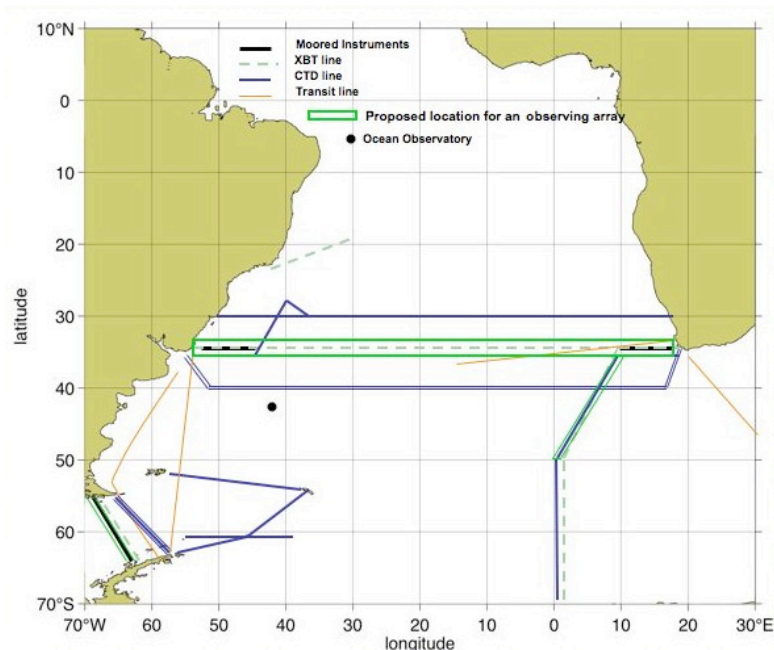 10°N
Moored Instruments
XBT line
CTD line
Transit line
0
Proposed location for an observing array
Ocean Observatory
10
20
30
40
50
60
70°S
latitude
70°W 60 50 40 30 20 10 0 10 20 30°E
longitude